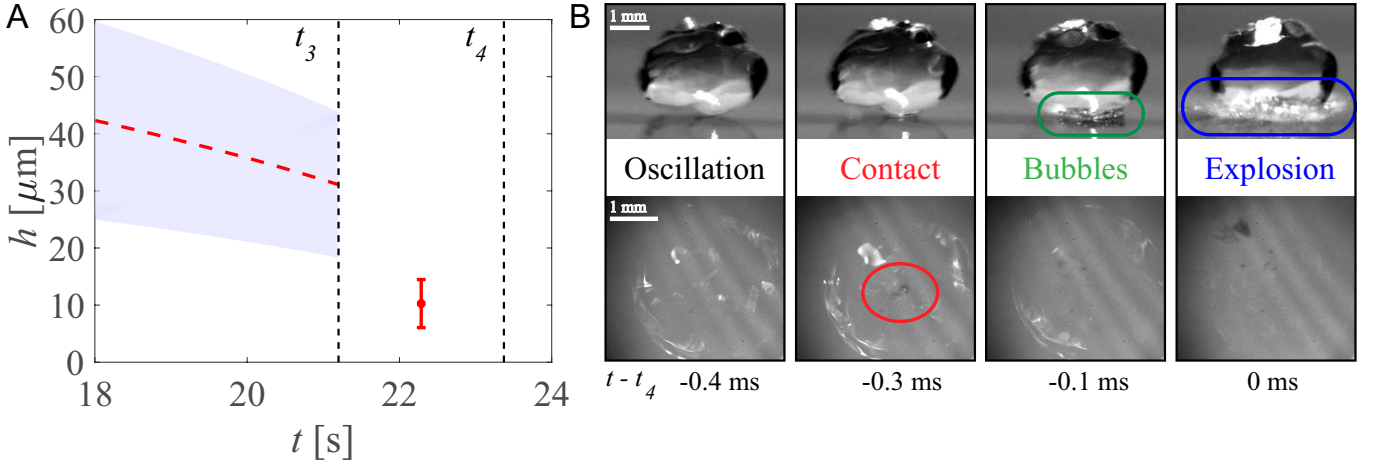 A
h [μm]
60
50
40
30
20
10
0
t₃
t₄
18
20
22
24
t [s]
B
1 mm
Oscillation
Contact
Bubbles
Explosion
1 mm
t - t₄ -0.4 ms -0.3 ms -0.1 ms 0 ms